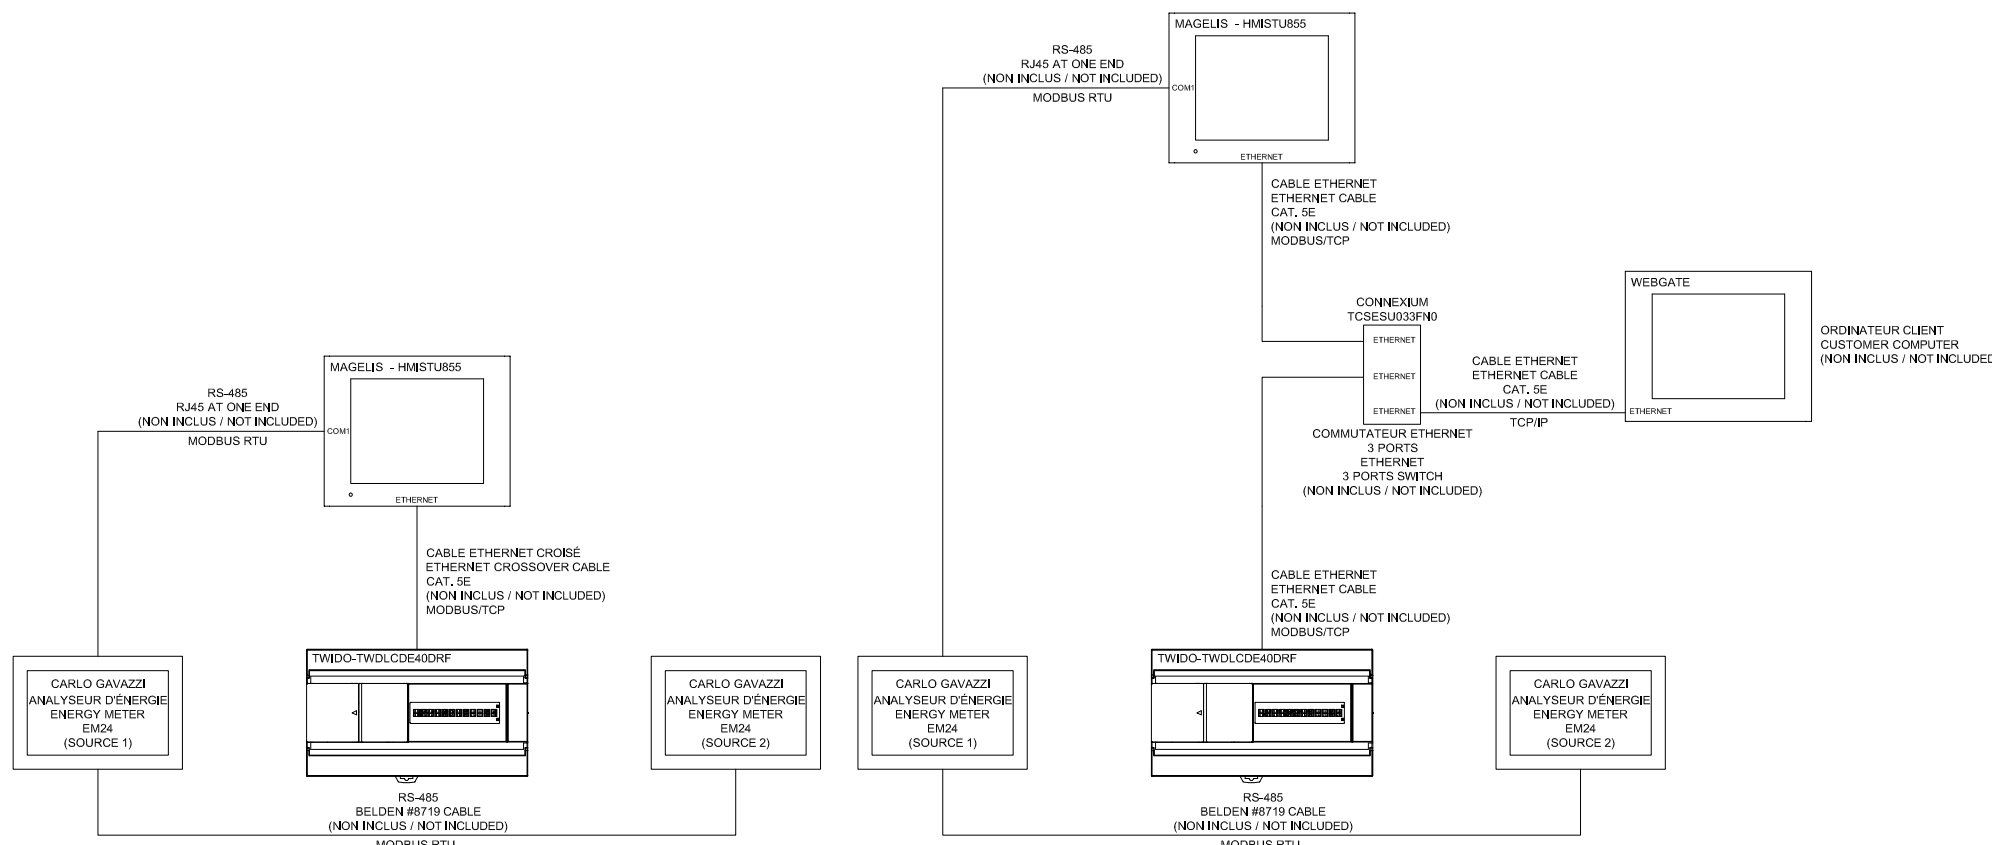 MAGELIS - HMISTU855
RS-485
RJ45 AT ONE END
(NON INCLUS / NOT INCLUDED)
COM1
MODBUS RTU
ETHERNET
CABLE ETHERNET CROISÉ
ETHERNET CROSSOVER CABLE
CAT. 5E
(NON INCLUS / NOT INCLUDED)
MODBUS/TCP
TWIDO-TWDLCDE40DRF
CARLO GAVAZZI
ANALYSEUR D'ÉNERGIE
ENERGY METER
EM24
(SOURCE 1)
CARLO GAVAZZI
ANALYSEUR D'ÉNERGIE
ENERGY METER
EM24
(SOURCE 2)
RS-485
BELDEN #8719 CABLE
(NON INCLUS / NOT INCLUDED)
MODBUS RTU
MAGELIS - HMISTU855
RS-485
RJ45 AT ONE END
(NON INCLUS / NOT INCLUDED)
COM1
MODBUS RTU
ETHERNET
CABLE ETHERNET
ETHERNET CABLE
CAT. 5E
(NON INCLUS / NOT INCLUDED)
MODBUS/TCP
CONNEXIUM
TCSESU033FN0
ETHERNET
ETHERNET
ETHERNET
COMMUTATEUR ETHERNET
3 PORTS
ETHERNET
3 PORTS SWITCH
(NON INCLUS / NOT INCLUDED)
CABLE ETHERNET
ETHERNET CABLE
CAT. 5E
(NON INCLUS / NOT INCLUDED)
TCP/IP
WEBGATE
ETHERNET
ORDINATEUR CLIENT
CUSTOMER COMPUTER
(NON INCLUS / NOT INCLUDED
CABLE ETHERNET
ETHERNET CABLE
CAT. 5E
(NON INCLUS / NOT INCLUDED)
MODBUS/TCP
TWIDO-TWDLCDE40DRF
CARLO GAVAZZI
ANALYSEUR D'ÉNERGIE
ENERGY METER
EM24
(SOURCE 1)
CARLO GAVAZZI
ANALYSEUR D'ÉNERGIE
ENERGY METER
EM24
(SOURCE 2)
RS-485
BELDEN #8719 CABLE
(NON INCLUS / NOT INCLUDED)
MODBUS RTU